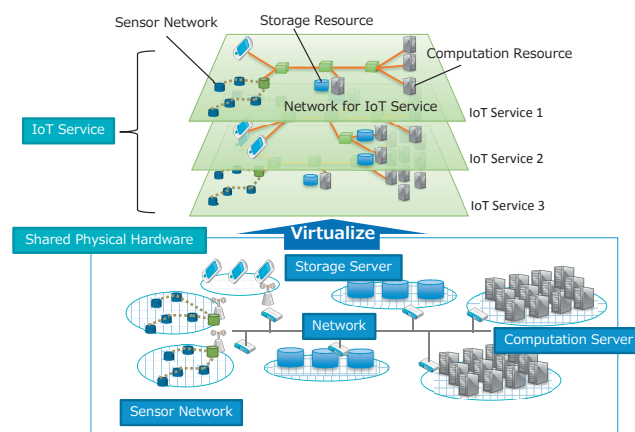 Sensor Network
Storage Resource
Computation Resource
Network for IoT Service
IoT Service 1
IoT Service
IoT Service 2
IoT Service 3
Virtualize
Shared Physical Hardware
Storage Server
Network
Computation Server
Sensor Network